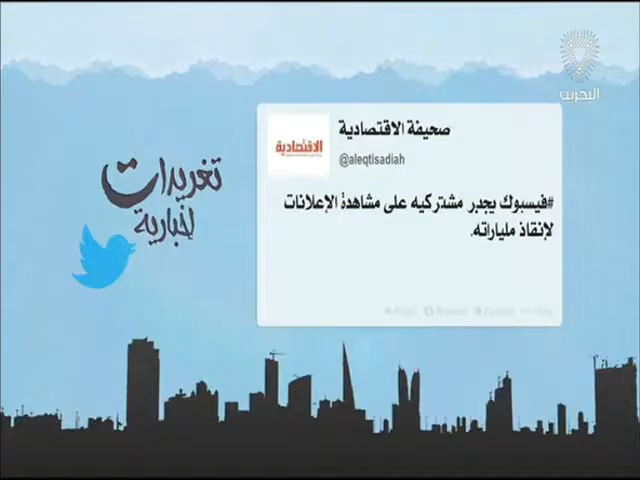 البحرين
صحيفة الاقتصادية
الاقتصادية
@aleqtisadiah
تغريدات
إخبارية
#فيسبوك يجبر مشتركيه على مشاهدة الإعلانات
لإنقاذ ملياراته.